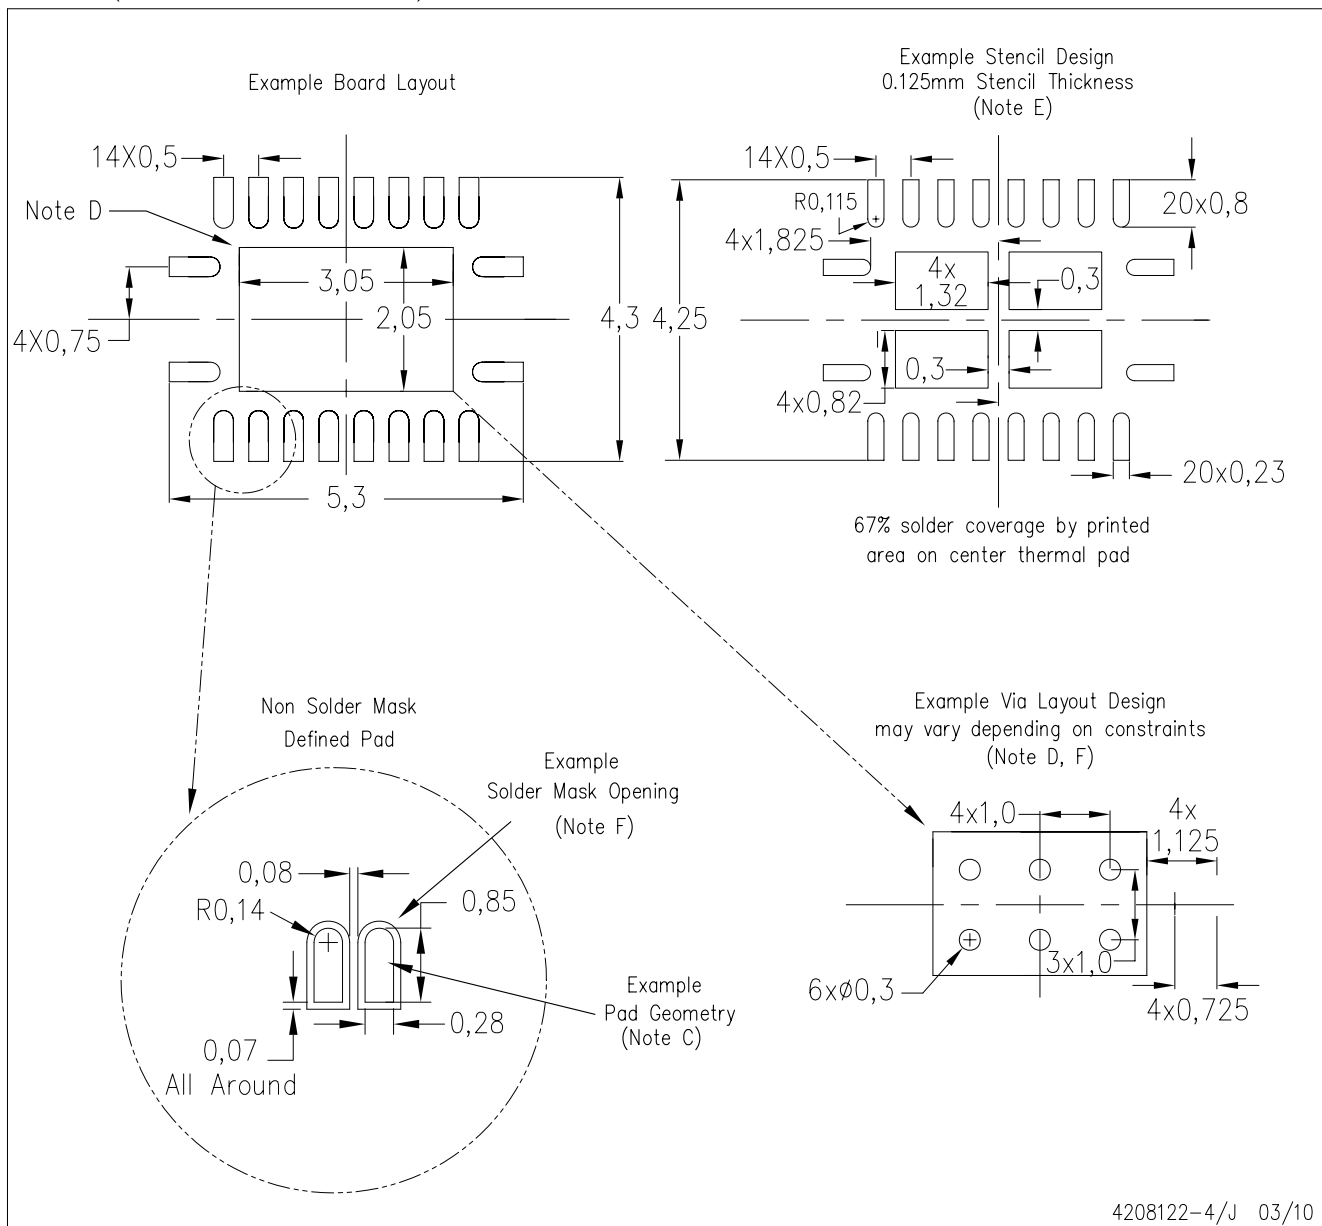 Example Board Layout
14X0,5
Note D
3,05
2,05
4X0,75
4,3
5,3
Example Stencil Design
0.125mm Stencil Thickness
(Note E)
14X0,5
R0,115
20x0,8
4x1,825
4x
1,32
0,3
4,25
0,3
4x0,82
20x0,23
67% solder coverage by printed
area on center thermal pad
Non Solder Mask
Defined Pad
Example
Solder Mask Opening
(Note F)
0,08
R0,14
0,85
Example
Pad Geometry
(Note C)
0,28
0,07
All Around
Example Via Layout Design
may vary depending on constraints
(Note D, F)
4x1,0
4x
1,125
3x1,0
6xø0,3
4x0,725
4208122-4/J 03/10